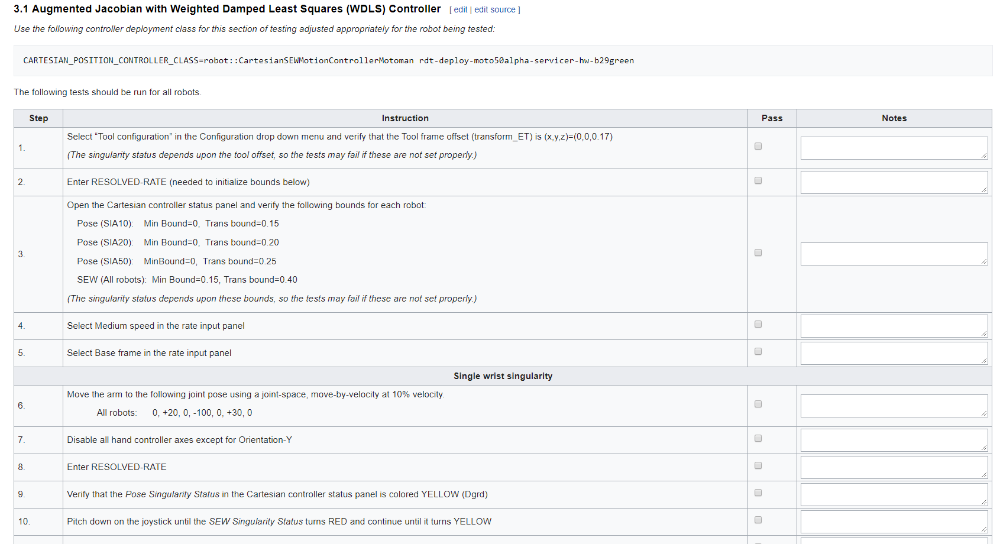 3.1 Augmented Jacobian with Weighted Damped Least Squares (WDLS) Controller [ edit | edit source ]
Use the following controller deployment class for this section of testing adjusted appropriately for the robot being tested:
CARTESIAN_POSITION_CONTROLLER_CLASS=robot::CartesianSEWMotionControllerMotoman rdt-deploy-moto50alpha-servicer-hw-b29green
The following tests should be run for all robots.
Step Instruction Pass Notes
1. Select “Tool configuration” in the Configuration drop down menu and verify that the Tool frame offset (transform_ET) is (x,y,z)=(0,0,0.17)
(The singularity status depends upon the tool offset, so the tests may fail if these are not set properly.)
2. Enter RESOLVED-RATE (needed to initialize bounds below)
3. Open the Cartesian controller status panel and verify the following bounds for each robot:
Pose (SIA10): Min Bound=0, Trans bound=0.15
Pose (SIA20): Min Bound=0, Trans bound=0.20
Pose (SIA50): MinBound=0, Trans bound=0.25
SEW (All robots): Min Bound=0.15, Trans bound=0.40
(The singularity status depends upon these bounds, so the tests may fail if these are not set properly.)
4. Select Medium speed in the rate input panel
5. Select Base frame in the rate input panel
Single wrist singularity
6. Move the arm to the following joint pose using a joint-space, move-by-velocity at 10% velocity.
All robots: 0, +20, 0, -100, 0, +30, 0
7. Disable all hand controller axes except for Orientation-Y
8. Enter RESOLVED-RATE
9. Verify that the Pose Singularity Status in the Cartesian controller status panel is colored YELLOW (Dgrd)
10. Pitch down on the joystick until the SEW Singularity Status turns RED and continue until it turns YELLOW